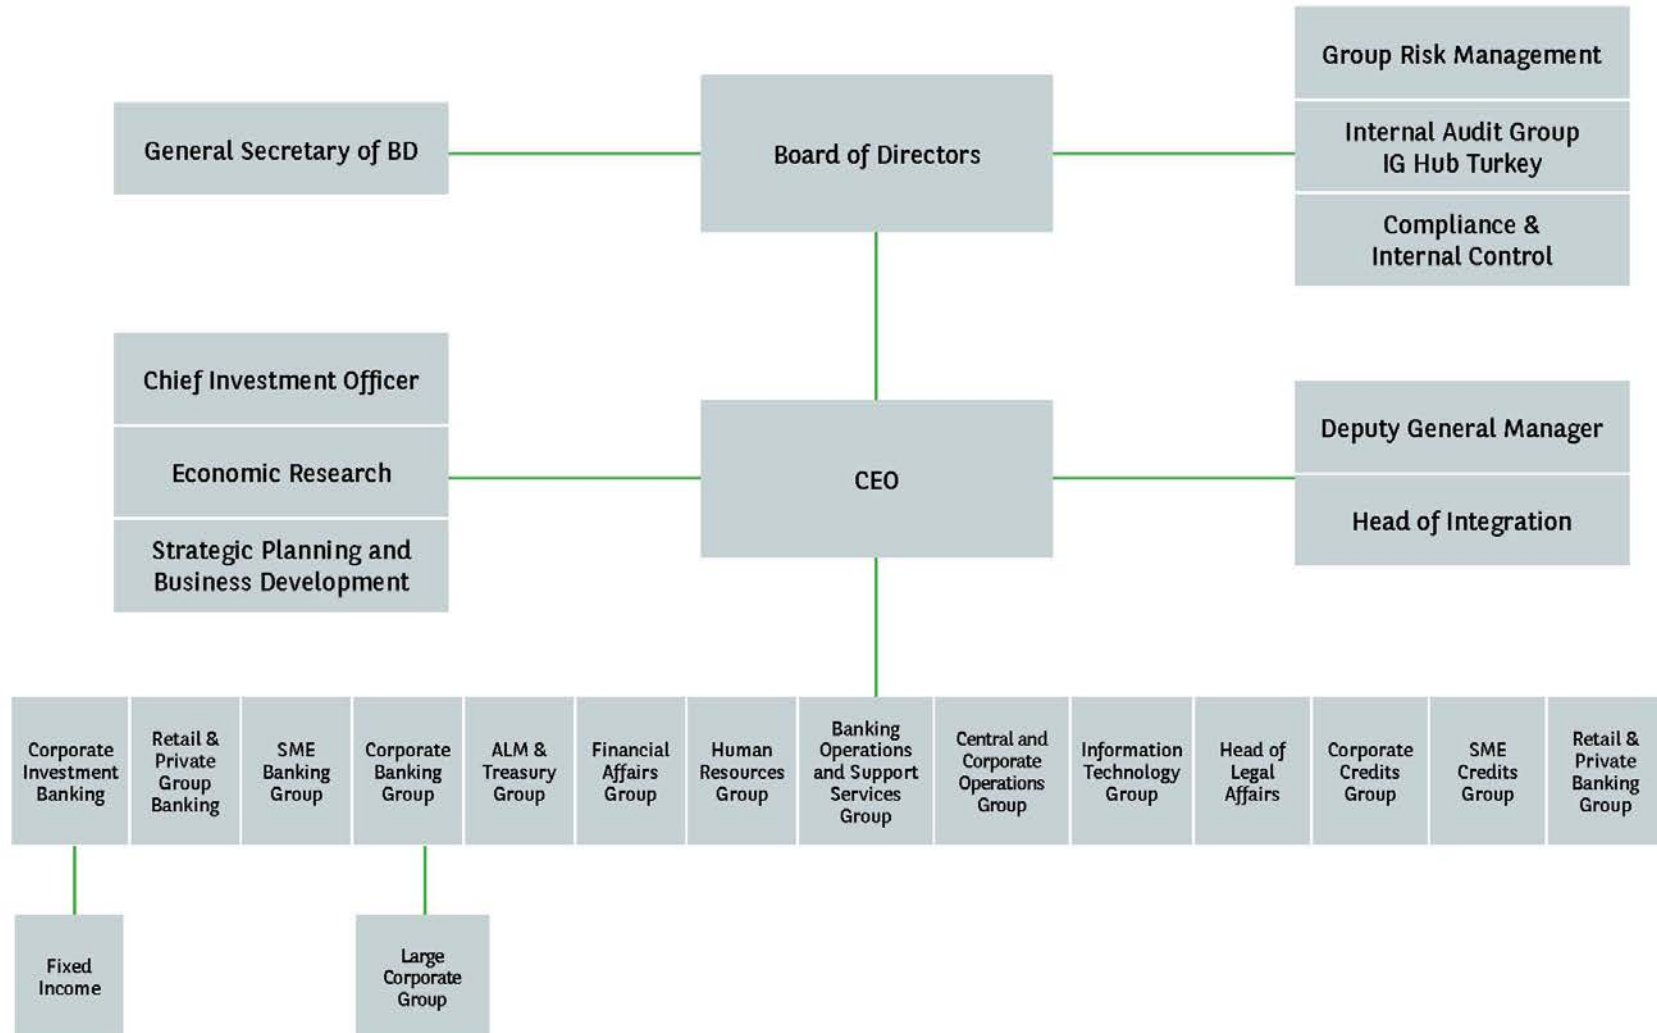 General Secretary of BD
Board of Directors
Group Risk Management
Internal Audit Group
IG Hub Turkey
Compliance &
Internal Control
Chief Investment Officer
Economic Research
Strategic Planning and
Business Development
CEO
Deputy General Manager
Head of Integration
Corporate
Investment
Banking
Retail &
Private
Group
Banking
SME
Banking
Group
Corporate
Banking
Group
ALM &
Treasury
Group
Financial
Affairs
Group
Human
Resources
Group
Banking
Operations
and Support
Services
Group
Central and
Corporate
Operations
Group
Information
Technology
Group
Head of
Legal
Affairs
Corporate
Credits
Group
SME
Credits
Group
Retail &
Private
Banking
Group
Fixed
Income
Large
Corporate
Group